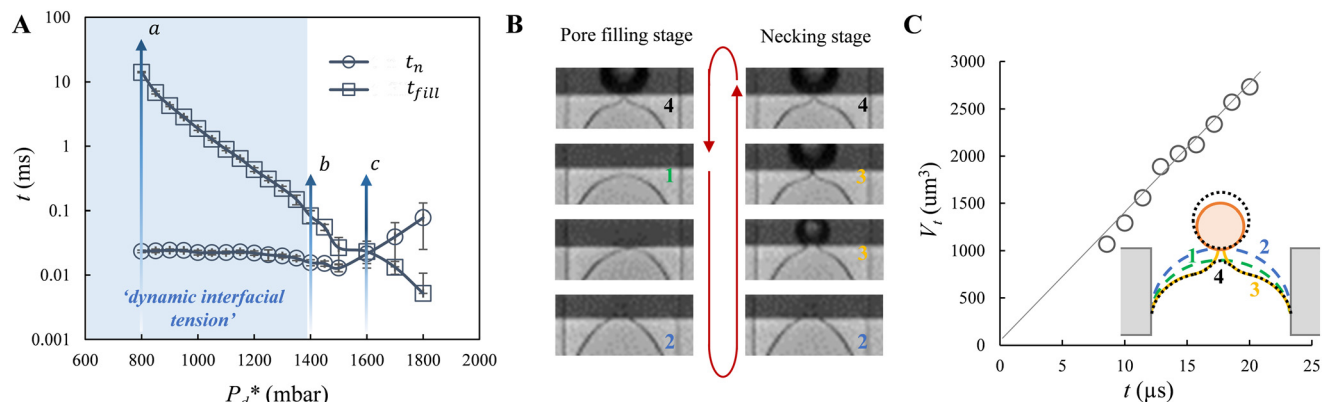 A
100
10
1
0.1
0.01
0.001
t (ms)
a
b
c
t_n
t_fill
'dynamic interfacial
tension'
600
800
1000
1200
1400
1600
1800
2000
P_d* (mbar)
B
Pore filling stage
Necking stage
4
4
1
3
3
2
2
C
3000
2500
2000
1500
1000
500
0
V_t (um³)
1
2
3
4
0
5
10
15
20
25
t (µs)